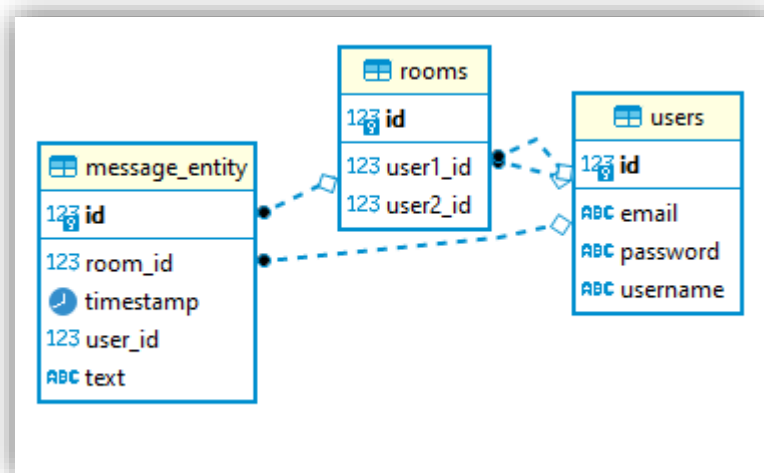 rooms
123 id
123 user1_id
123 user2_id
users
123 id
ABC email
ABC password
ABC username
message_entity
123 id
123 room_id
timestamp
123 user_id
ABC text